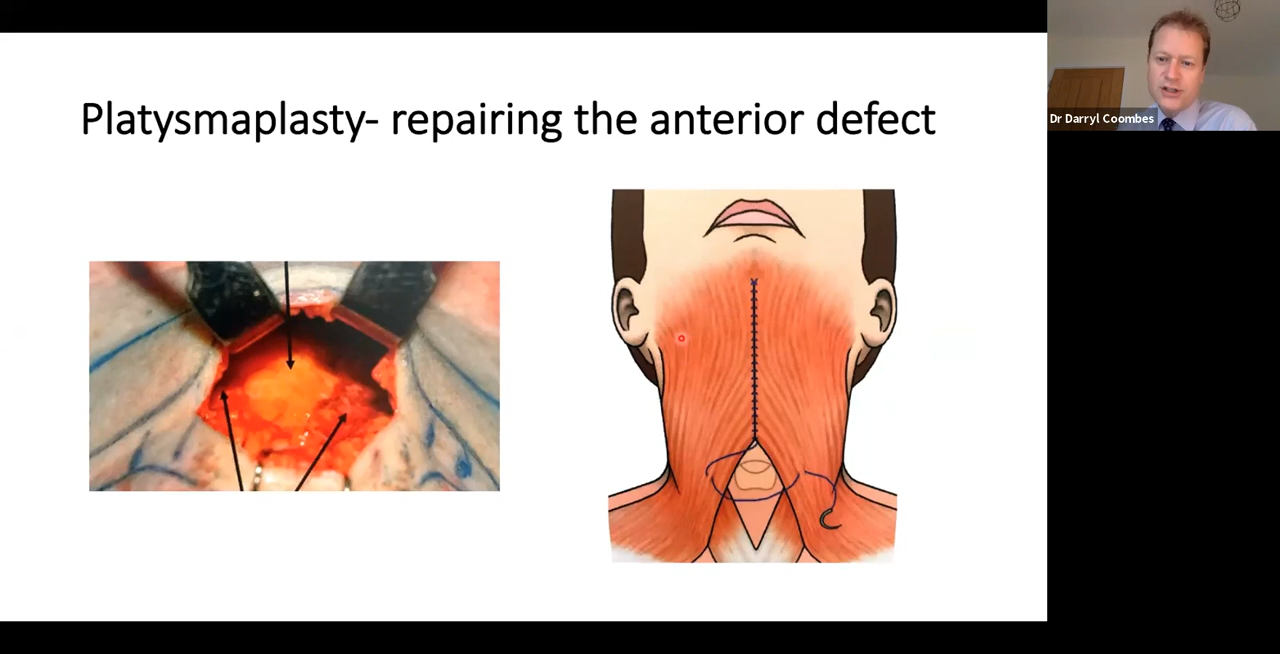 Platysmaplasty- repairing the anterior defect
Dr Darryl Coombes